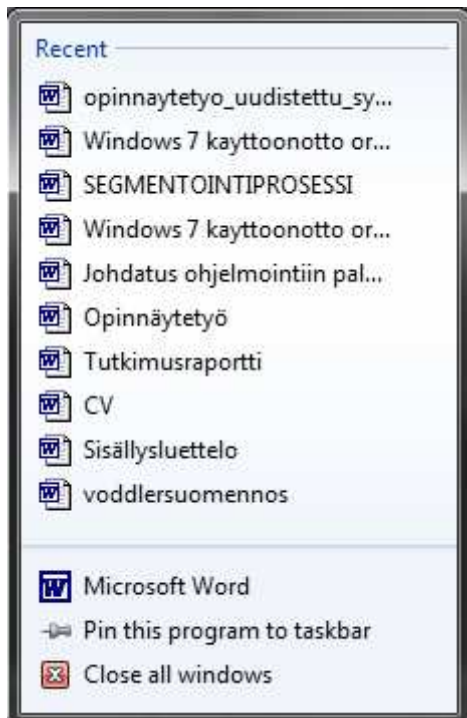 Recent
opinnaytetyo_uudistettu_sy...
Windows 7 kayttoonotto or...
SEGMENTOINTIPROSESSI
Windows 7 kayttoonotto or...
Johdatus ohjelmointiin pal...
Opinnäytetyö
Tutkimusraportti
CV
Sisällysluettelo
voddlersuomennos
Microsoft Word
Pin this program to taskbar
Close all windows